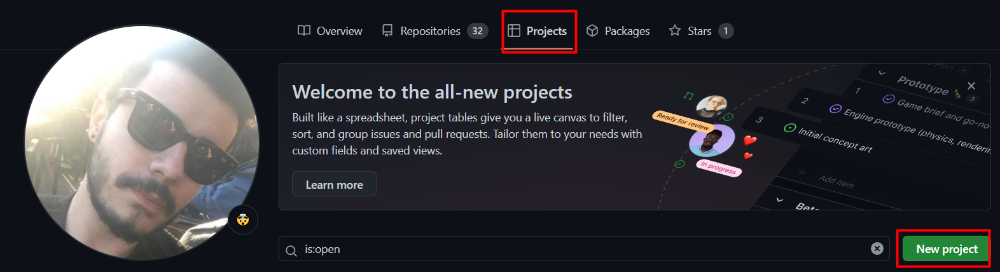 Overview Repositories 32 Projects Packages Stars 1
Welcome to the all-new projects
Built like a spreadsheet, project tables give you a live canvas to filter,
sort, and group issues and pull requests. Tailor them to your needs with
custom fields and saved views.
Learn more
Ready for review
In progress
Plan
Prototype 3
1 Game brief and go-no-
2 Engine prototype (physics, renderin
3 Initial concept art
Add item
Beta
is:open
New project